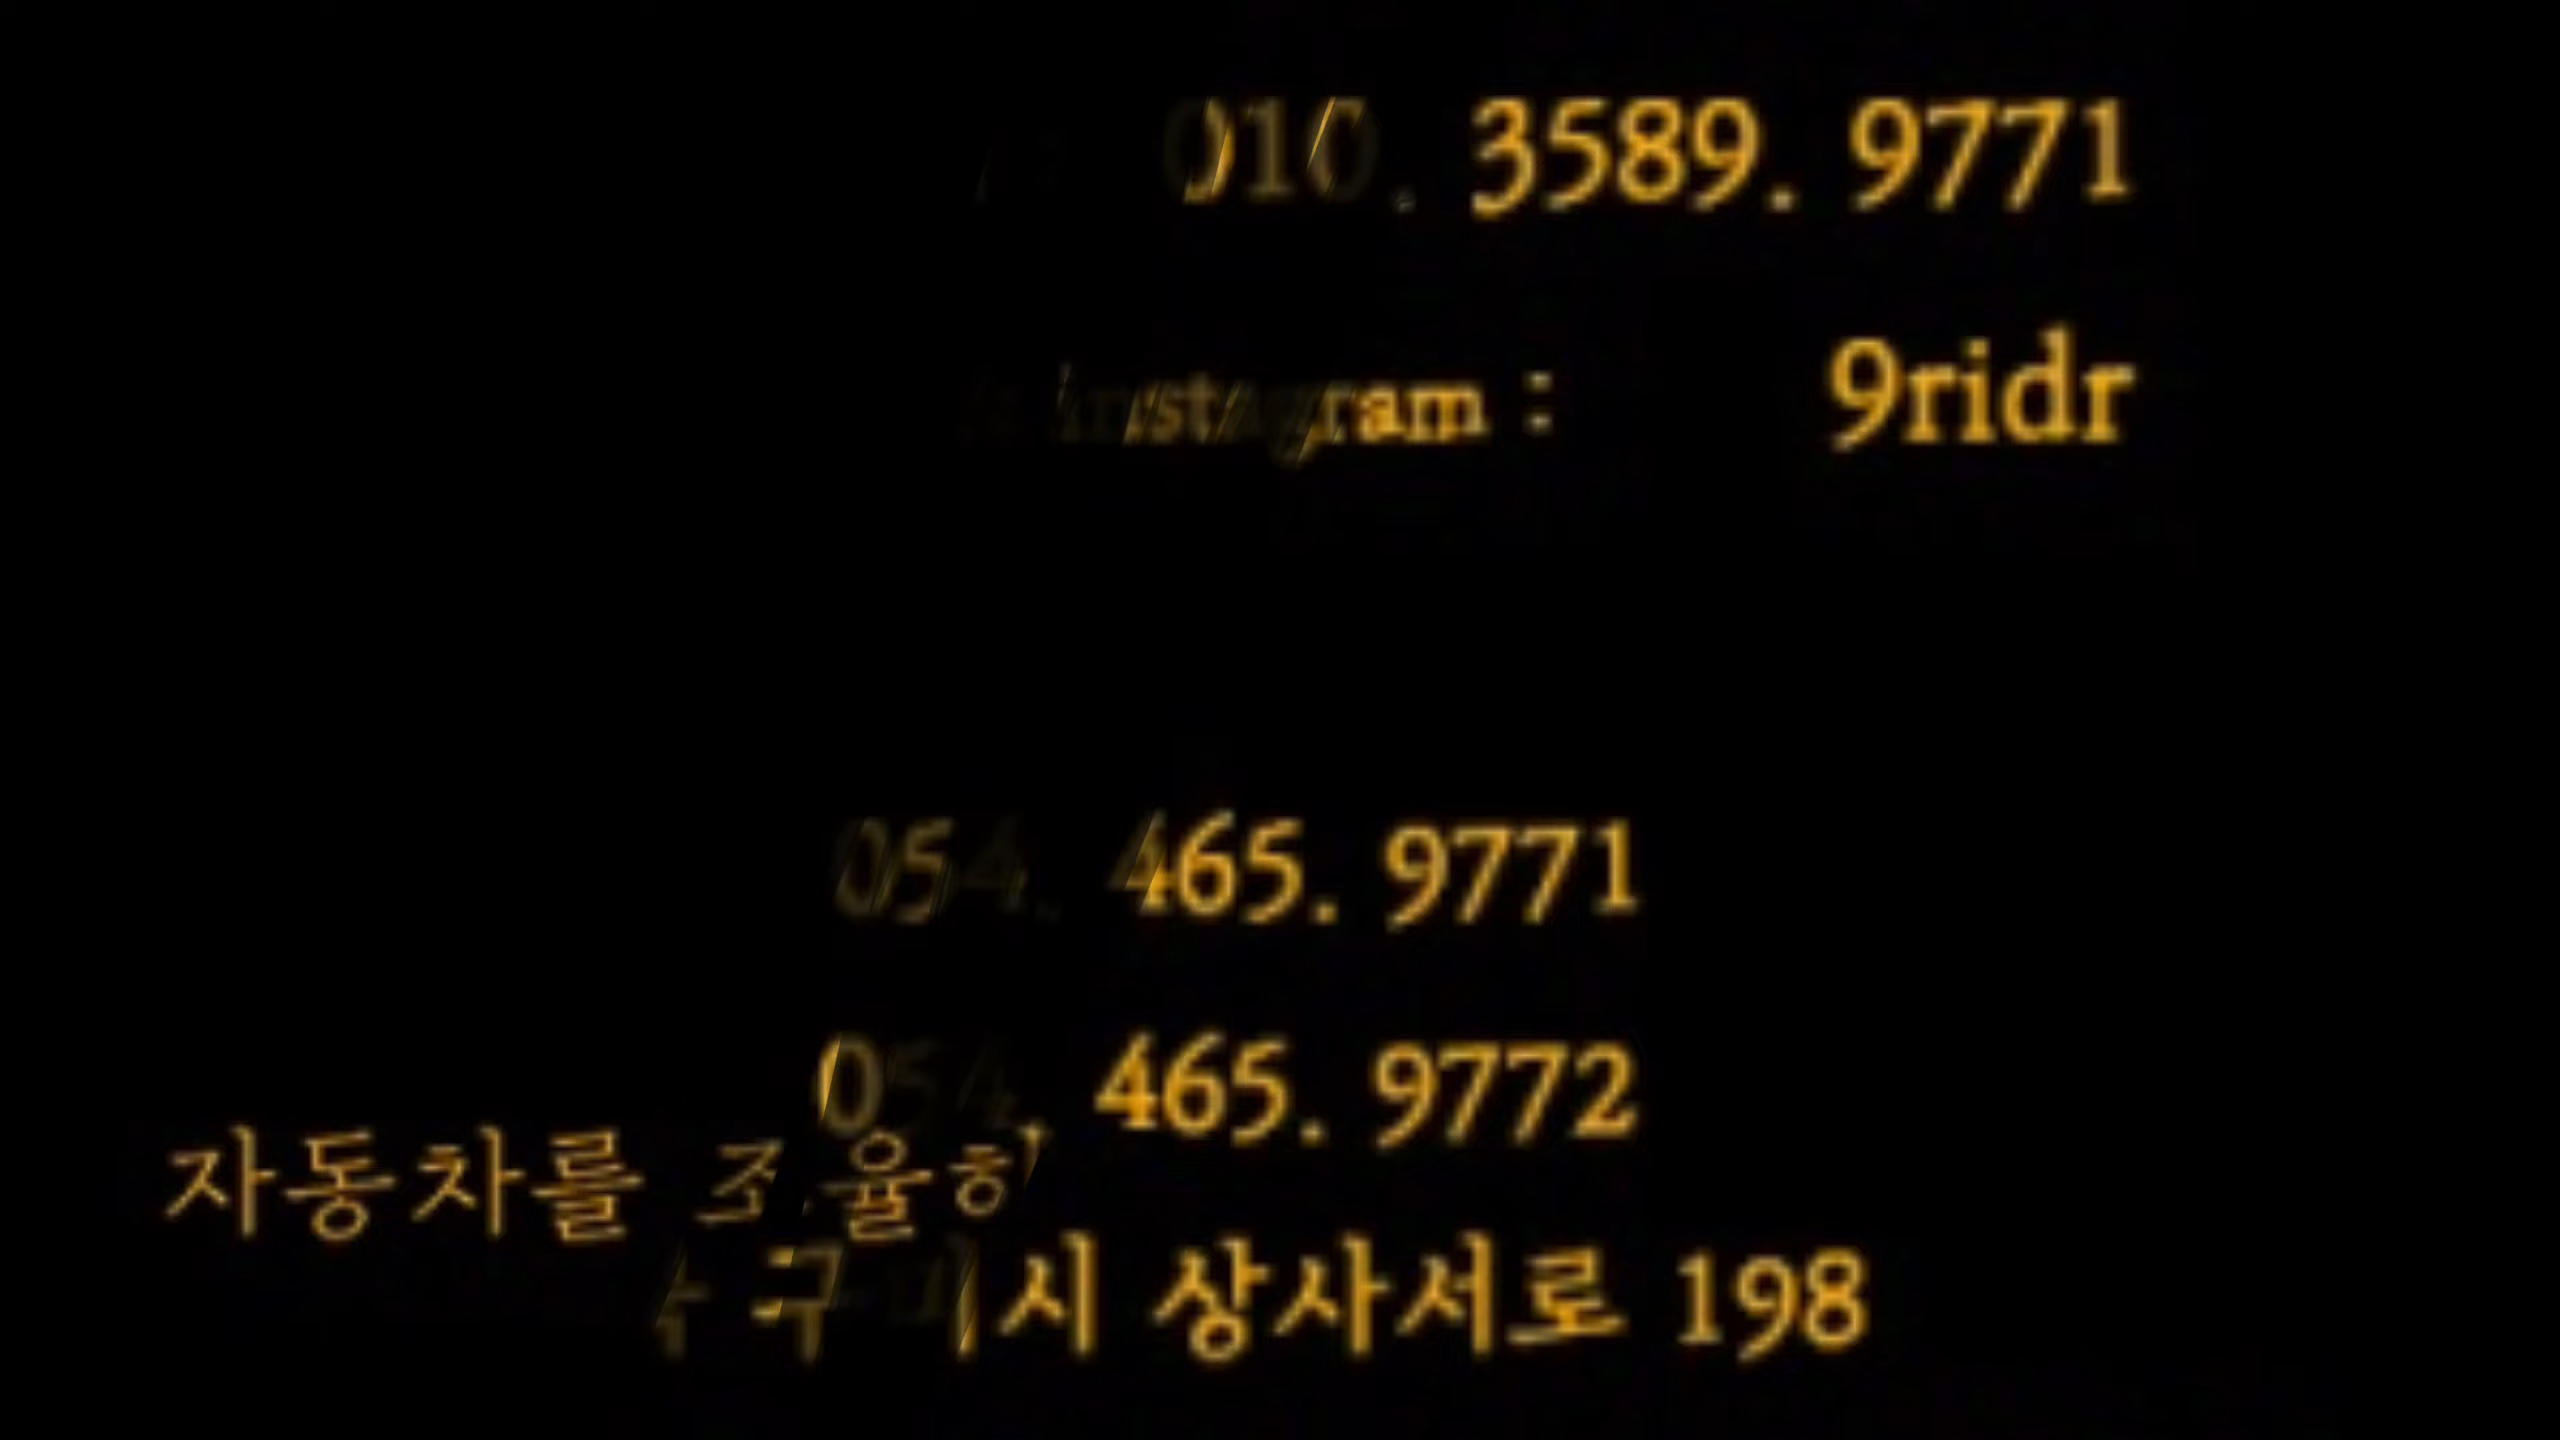 010. 3589. 9771
instagram : 9ridr
054. 465. 9771
054. 465. 9772
자동차를 조율하
구미시 상사서로 198